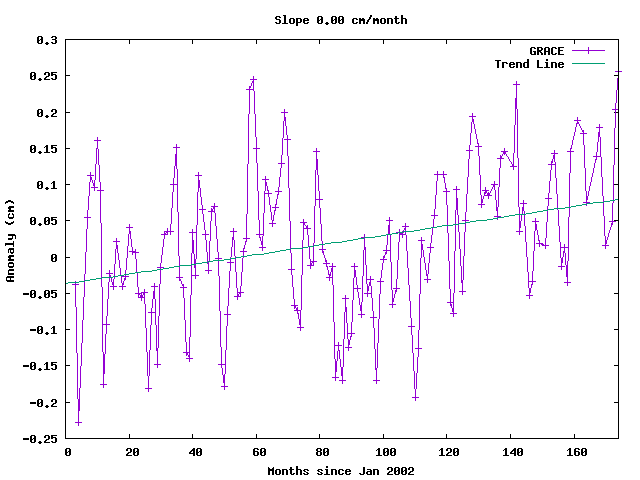 Slope 0.00 cm/month
0.3
GRACE
Trend Line
0.25
0.2
0.15
0.1
0.05
0
-0.05
-0.1
-0.15
-0.2
-0.25
Anomaly (cm)
0 20 40 60 80 100 120 140 160
Months since Jan 2002